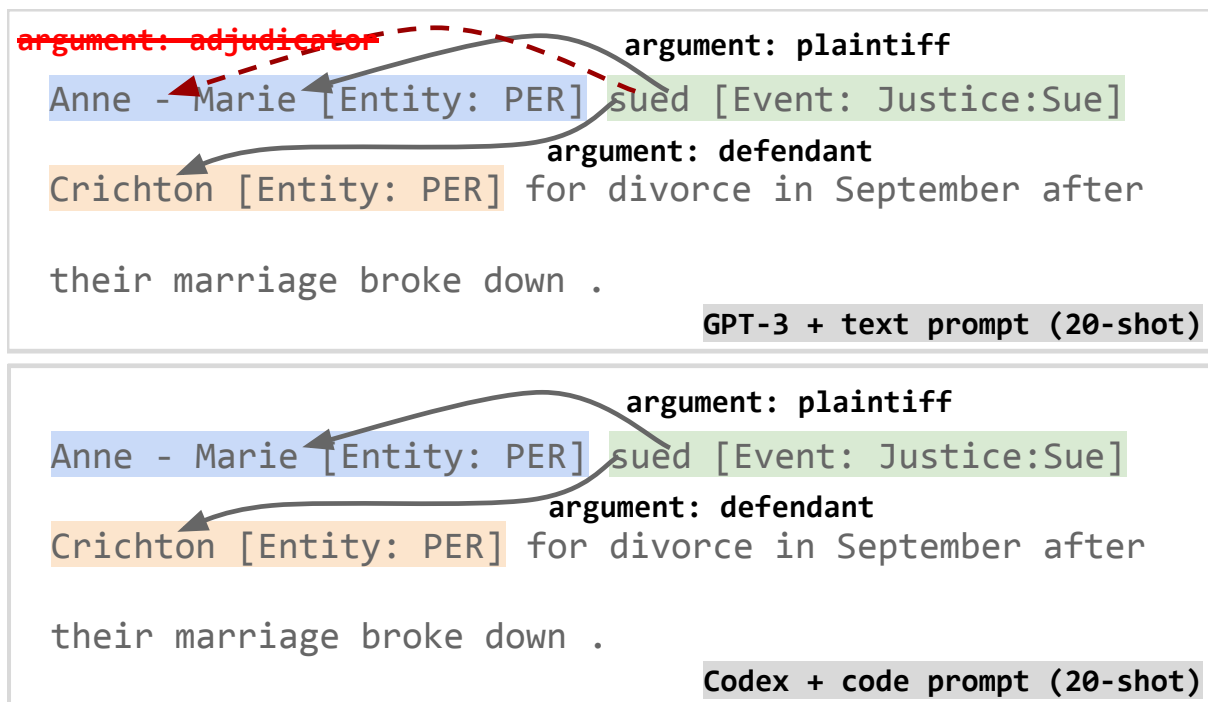 argument: adjudicator
argument: plaintiff
Anne - Marie [Entity: PER] sued [Event: Justice:Sue]
argument: defendant
Crichton [Entity: PER] for divorce in September after
their marriage broke down .
GPT-3 + text prompt (20-shot)
argument: plaintiff
Anne - Marie [Entity: PER] sued [Event: Justice:Sue]
argument: defendant
Crichton [Entity: PER] for divorce in September after
their marriage broke down .
Codex + code prompt (20-shot)